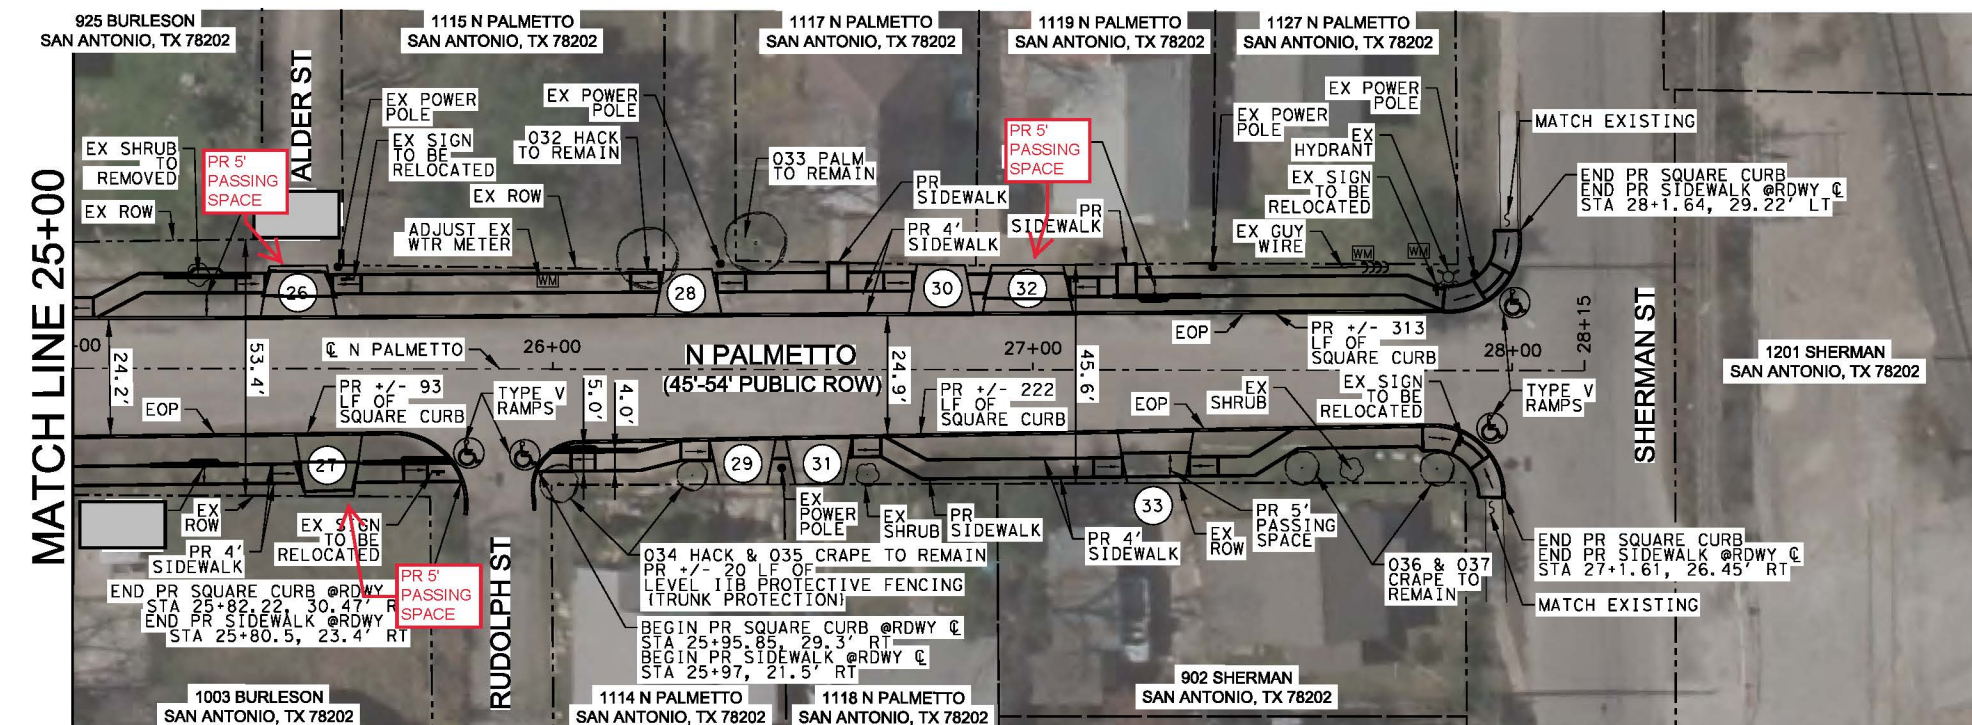 925 BURLESON
SAN ANTONIO, TX 78202
1115 N PALMETTO
SAN ANTONIO, TX 78202
1117 N PALMETTO
SAN ANTONIO, TX 78202
1119 N PALMETTO
SAN ANTONIO, TX 78202
1127 N PALMETTO
SAN ANTONIO, TX 78202
MATCH LINE 25+00
ALDER ST
EX SHRUB
TO
REMOVED
EX ROW
PR 5'
PASSING
SPACE
EX POWER
POLE
EX SIGN
TO BE
RELOCATED
EX ROW
ADJUST EX
WTR METER
032 HACK
TO REMAIN
EX POWER
POLE
033 PALM
TO REMAIN
PR
SIDEWALK
PR 4'
SIDEWALK
PR 5'
PASSING
SPACE
PR
SIDEWALK
EX POWER
POLE
EX POWER
POLE
EX
HYDRANT
EX SIGN
TO BE
RELOCATED
EX GUY
WIRE
MATCH EXISTING
END PR SQUARE CURB
END PR SIDEWALK @RDWY ℄
STA 28+1.64, 29.22' LT
WM
WM
WM
26
28
30
32
-00
24.2'
53.4'
℄ N PALMETTO
26+00
N PALMETTO
(45'-54' PUBLIC ROW)
24.9'
27+00
45.6'
EOP
PR +/- 313
LF OF
SQUARE CURB
28+00
28+15
SHERMAN ST
1201 SHERMAN
SAN ANTONIO, TX 78202
EOP
PR +/- 93
LF OF
SQUARE CURB
TYPE V
RAMPS
5.0'
4.0'
PR +/- 222
LF OF
SQUARE CURB
EOP
EX
SHRUB
EX SIGN
TO BE
RELOCATED
TYPE V
RAMPS
27
29
31
33
EX
ROW
PR 4'
SIDEWALK
EX SIGN
TO BE
RELOCATED
PR 5'
PASSING
SPACE
END PR SQUARE CURB @RDWY
STA 25+82.22, 30.47' R
END PR SIDEWALK @RDWY
STA 25+80.5, 23.4' RT
RUDOLPH ST
EX
POWER
POLE
EX
SHRUB
PR
SIDEWALK
PR 4'
SIDEWALK
EX
ROW
PR 5'
PASSING
SPACE
034 HACK & 035 CRAPE TO REMAIN
PR +/- 20 LF OF
LEVEL IIB PROTECTIVE FENCING
(TRUNK PROTECTION)
BEGIN PR SQUARE CURB @RDWY ℄
STA 25+95.85, 29.3' RT
BEGIN PR SIDEWALK @RDWY ℄
STA 25+97, 21.5' RT
036 & 037
CRAPE TO
REMAIN
END PR SQUARE CURB
END PR SIDEWALK @RDWY ℄
STA 27+1.61, 26.45' RT
MATCH EXISTING
1003 BURLESON
SAN ANTONIO, TX 78202
1114 N PALMETTO
SAN ANTONIO, TX 78202
1118 N PALMETTO
SAN ANTONIO, TX 78202
902 SHERMAN
SAN ANTONIO, TX 78202